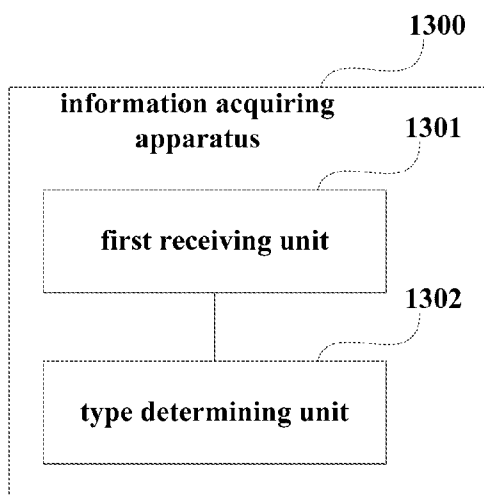 1300
information acquiring
apparatus
1301
first receiving unit
1302
type determining unit